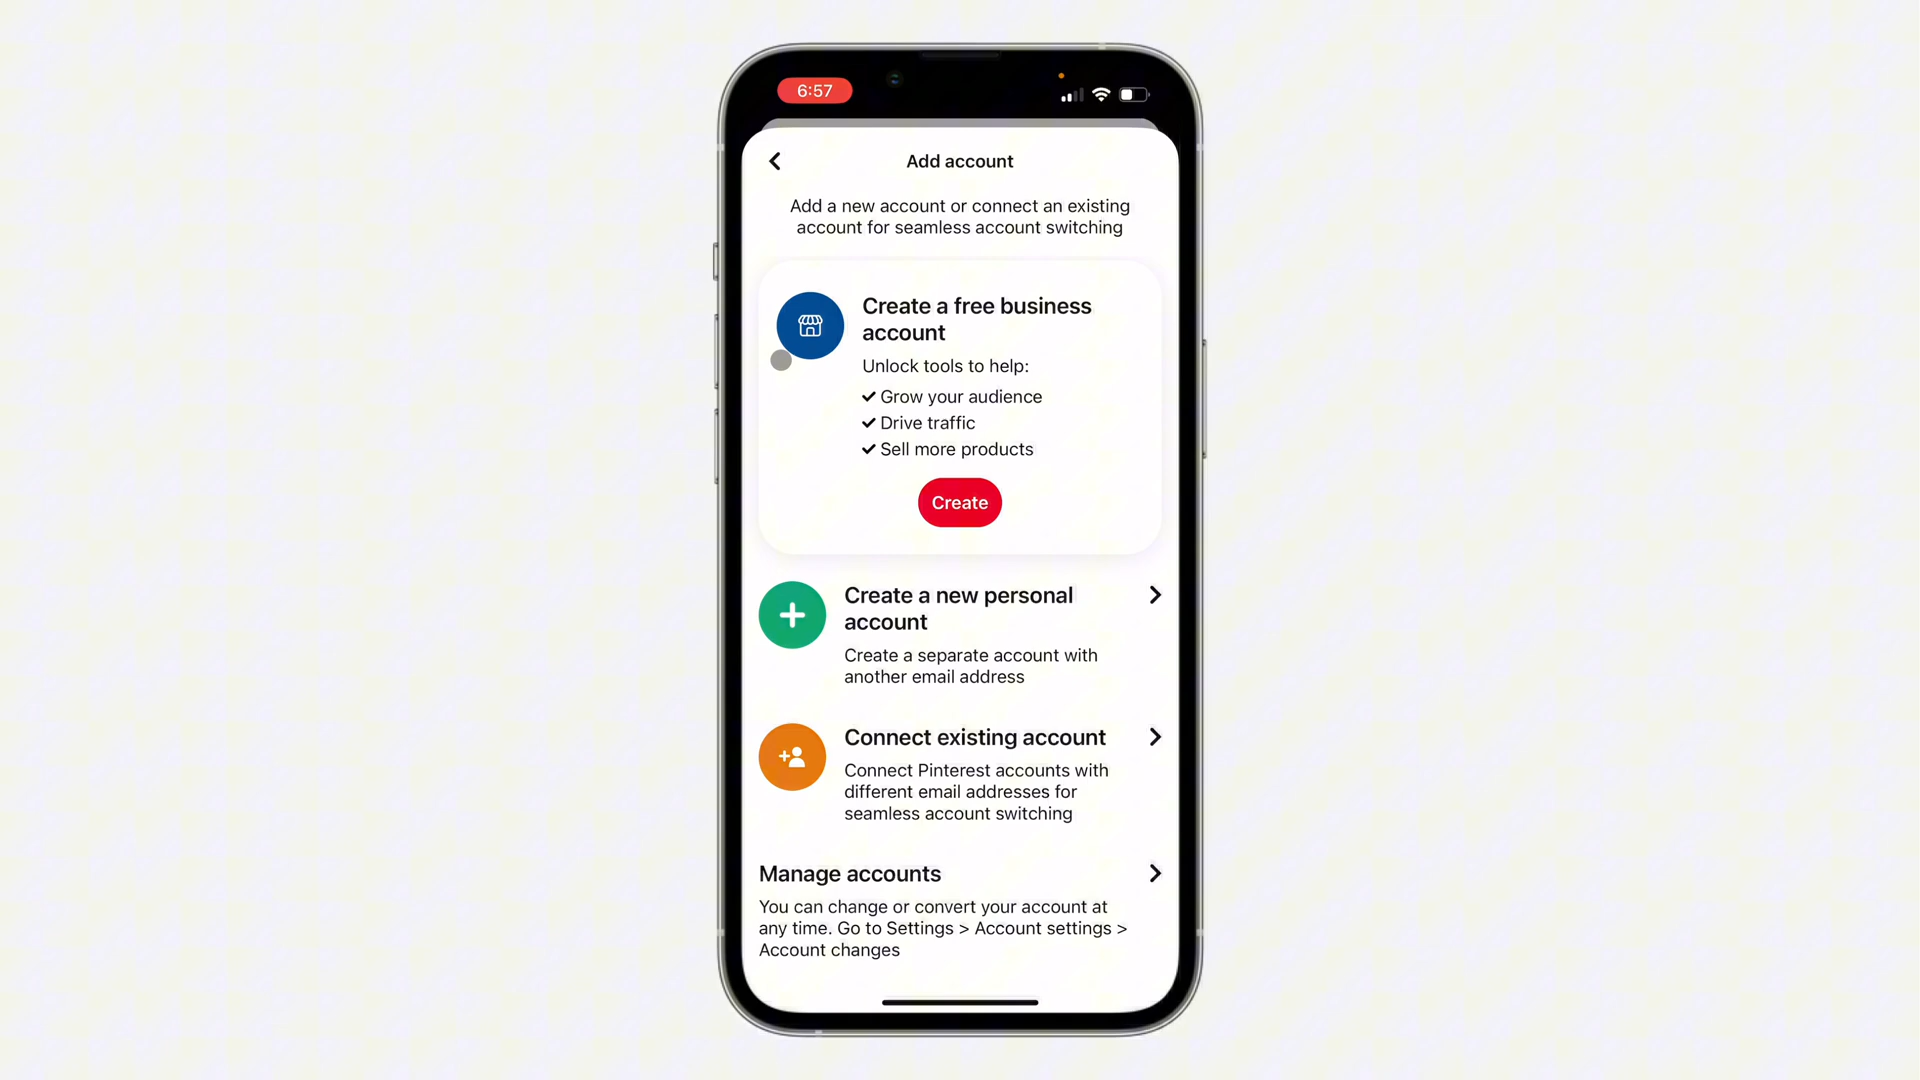 6:57
Add account
Add a new account or connect an existing
account for seamless account switching
Create a free business
account
Unlock tools to help:
Grow your audience
Drive traffic
Sell more products
Create
Create a new personal
account
Create a separate account with
another email address
Connect existing account
Connect Pinterest accounts with
different email addresses for
seamless account switching
Manage accounts
You can change or convert your account at
any time. Go to Settings > Account settings >
Account changes